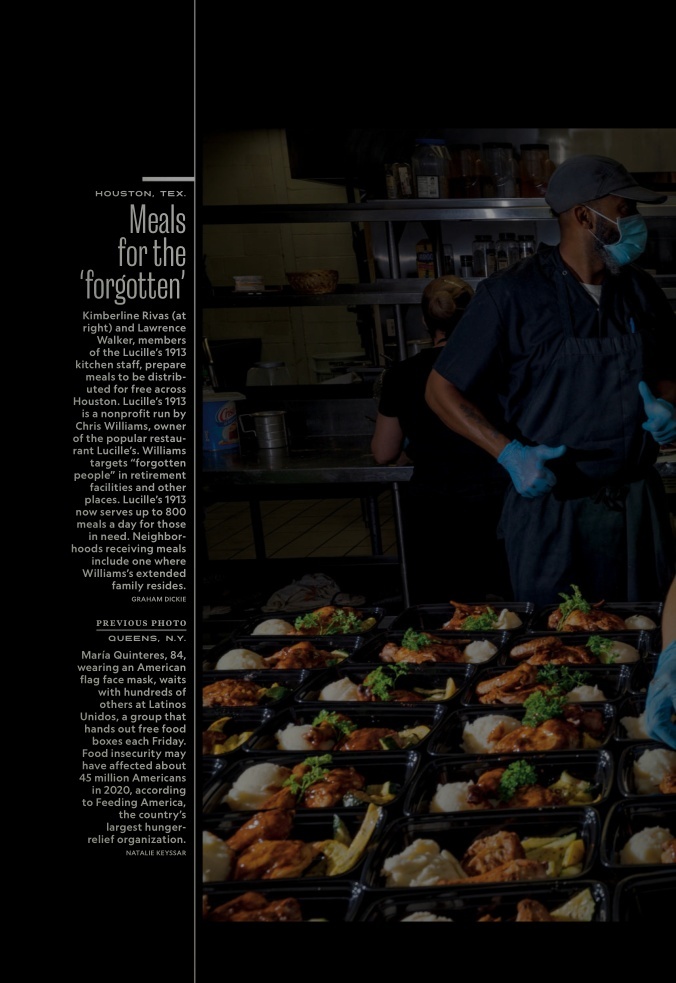 HOUSTON, TEX.
Meals
for the
‘forgotten’
Kimberline Rivas (at
right) and Lawrence
Walker, members
of the Lucille’s 1913
kitchen staff, prepare
meals to be distrib-
uted for free across
Houston. Lucille’s 1913
is a nonprofit run by
Chris Williams, owner
of the popular restau-
rant Lucille’s. Williams
targets “forgotten
people” in retirement
facilities and other
places. Lucille’s 1913
now serves up to 800
meals a day for those
in need. Neighbor-
hoods receiving meals
include one where
Williams’s extended
family resides.
GRAHAM DICKIE
PREVIOUS PHOTO
QUEENS, N.Y.
María Quinteres, 84,
wearing an American
flag face mask, waits
with hundreds of
others at Latinos
Unidos, a group that
hands out free food
boxes each Friday.
Food insecurity may
have affected about
45 million Americans
in 2020, according
to Feeding America,
the country’s
largest hunger-
relief organization.
NATALIE KEYSSAR